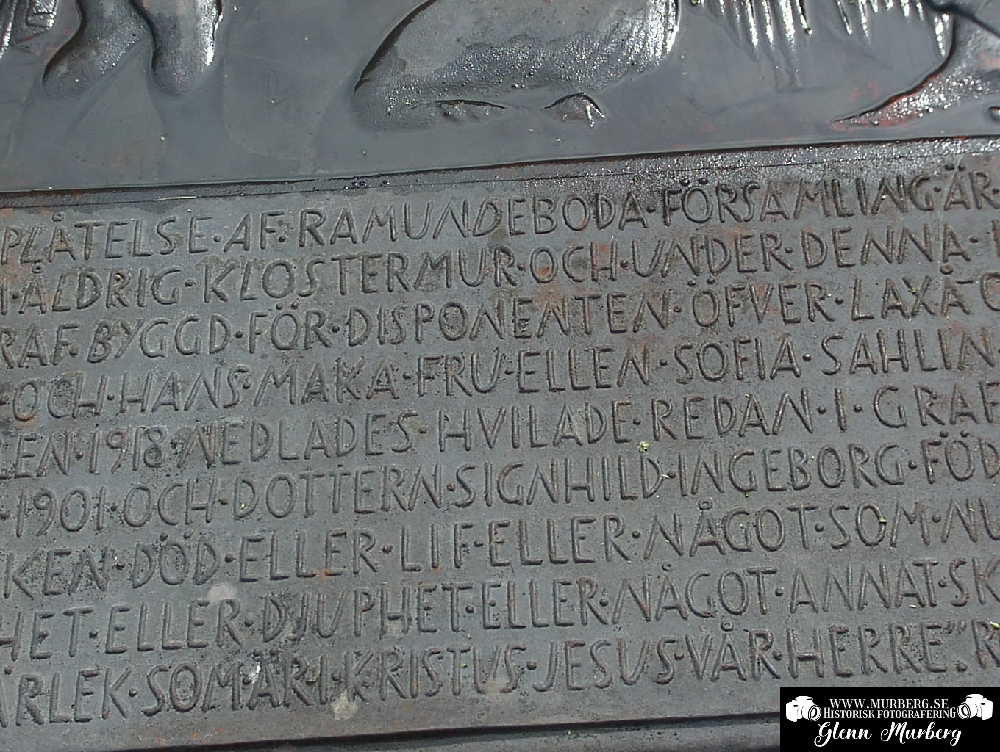 PLÅTELSE·AF·RAMUNDEBODA·FÖRSAMLING·ÄR
ALDRIG·KLOSTERMUR·OCH·UNDER·DENNA·
RAF·BYGGD·FÖR·DISPONENTEN·ÖFVER·LAXÅ
·OCH·HANS·MAKA·FRU·ELLEN·SOFIA·SAHLIN
EN·1918·NEDLADES·HVILADE·REDAN·I·GRAF
·1901·OCH·DOTTERN·SIGNHILD·INGEBORG·FÖD
KEN·DÖD·ELLER·LIF·ELLER·NÅGOT·SOM·NU
HET·ELLER·DJUPHET·ELLER·NÅGOT·ANNAT·SK
ÄRLEK·SOM·ÄR·I·KRISTUS·JESUS·VÅR·HERRE”R
WWW.MURBERG.SE
HISTORISK FOTOGRAFERING
Glenn Murberg